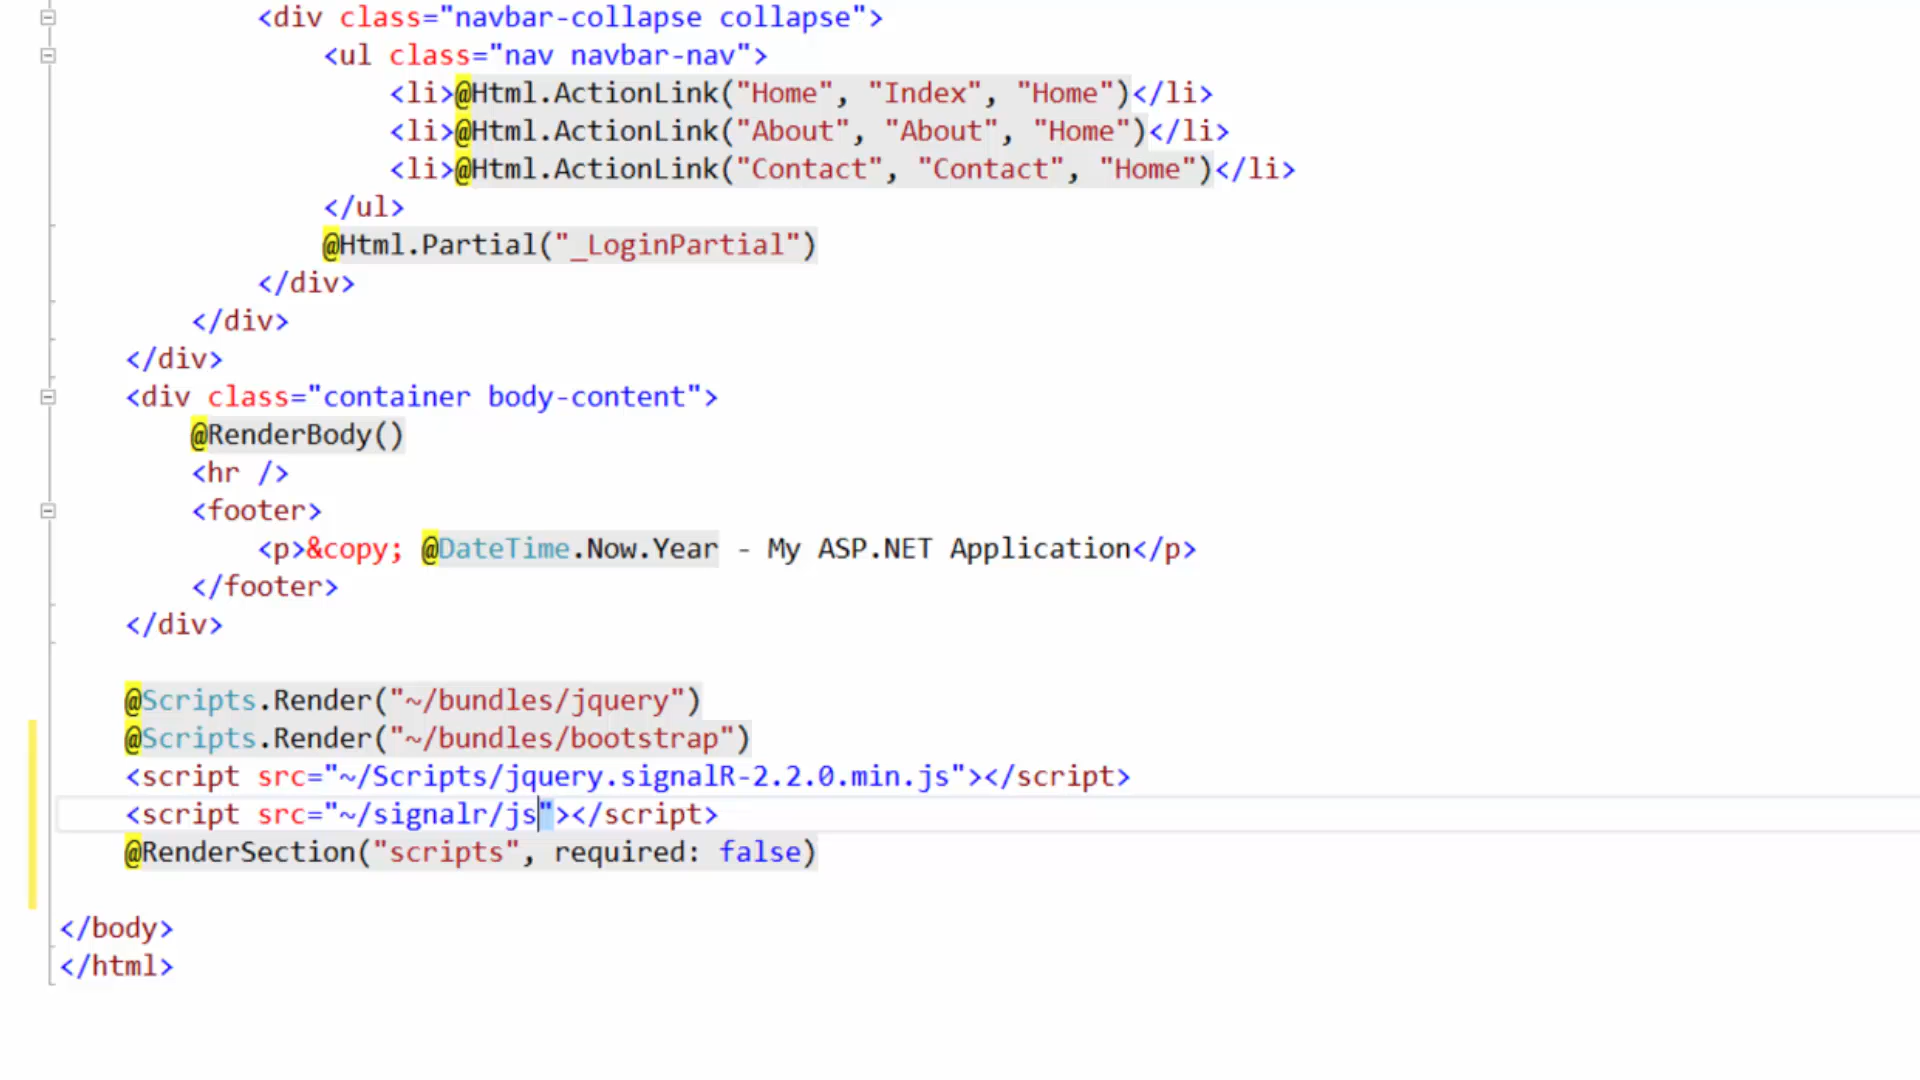 <div class="navbar-collapse collapse">
<ul class="nav navbar-nav">
<li>@Html.ActionLink("Home", "Index", "Home")</li>
<li>@Html.ActionLink("About", "About", "Home")</li>
<li>@Html.ActionLink("Contact", "Contact", "Home")</li>
</ul>
@Html.Partial("_LoginPartial")
</div>
</div>
</div>
<div class="container body-content">
@RenderBody()
<hr />
<footer>
<p>&copy; @DateTime.Now.Year - My ASP.NET Application</p>
</footer>
</div>
@Scripts.Render("~/bundles/jquery")
@Scripts.Render("~/bundles/bootstrap")
<script src="~/Scripts/jquery.signalR-2.2.0.min.js"></script>
<script src="~/signalr/js"></script>
@RenderSection("scripts", required: false)
</body>
</html>